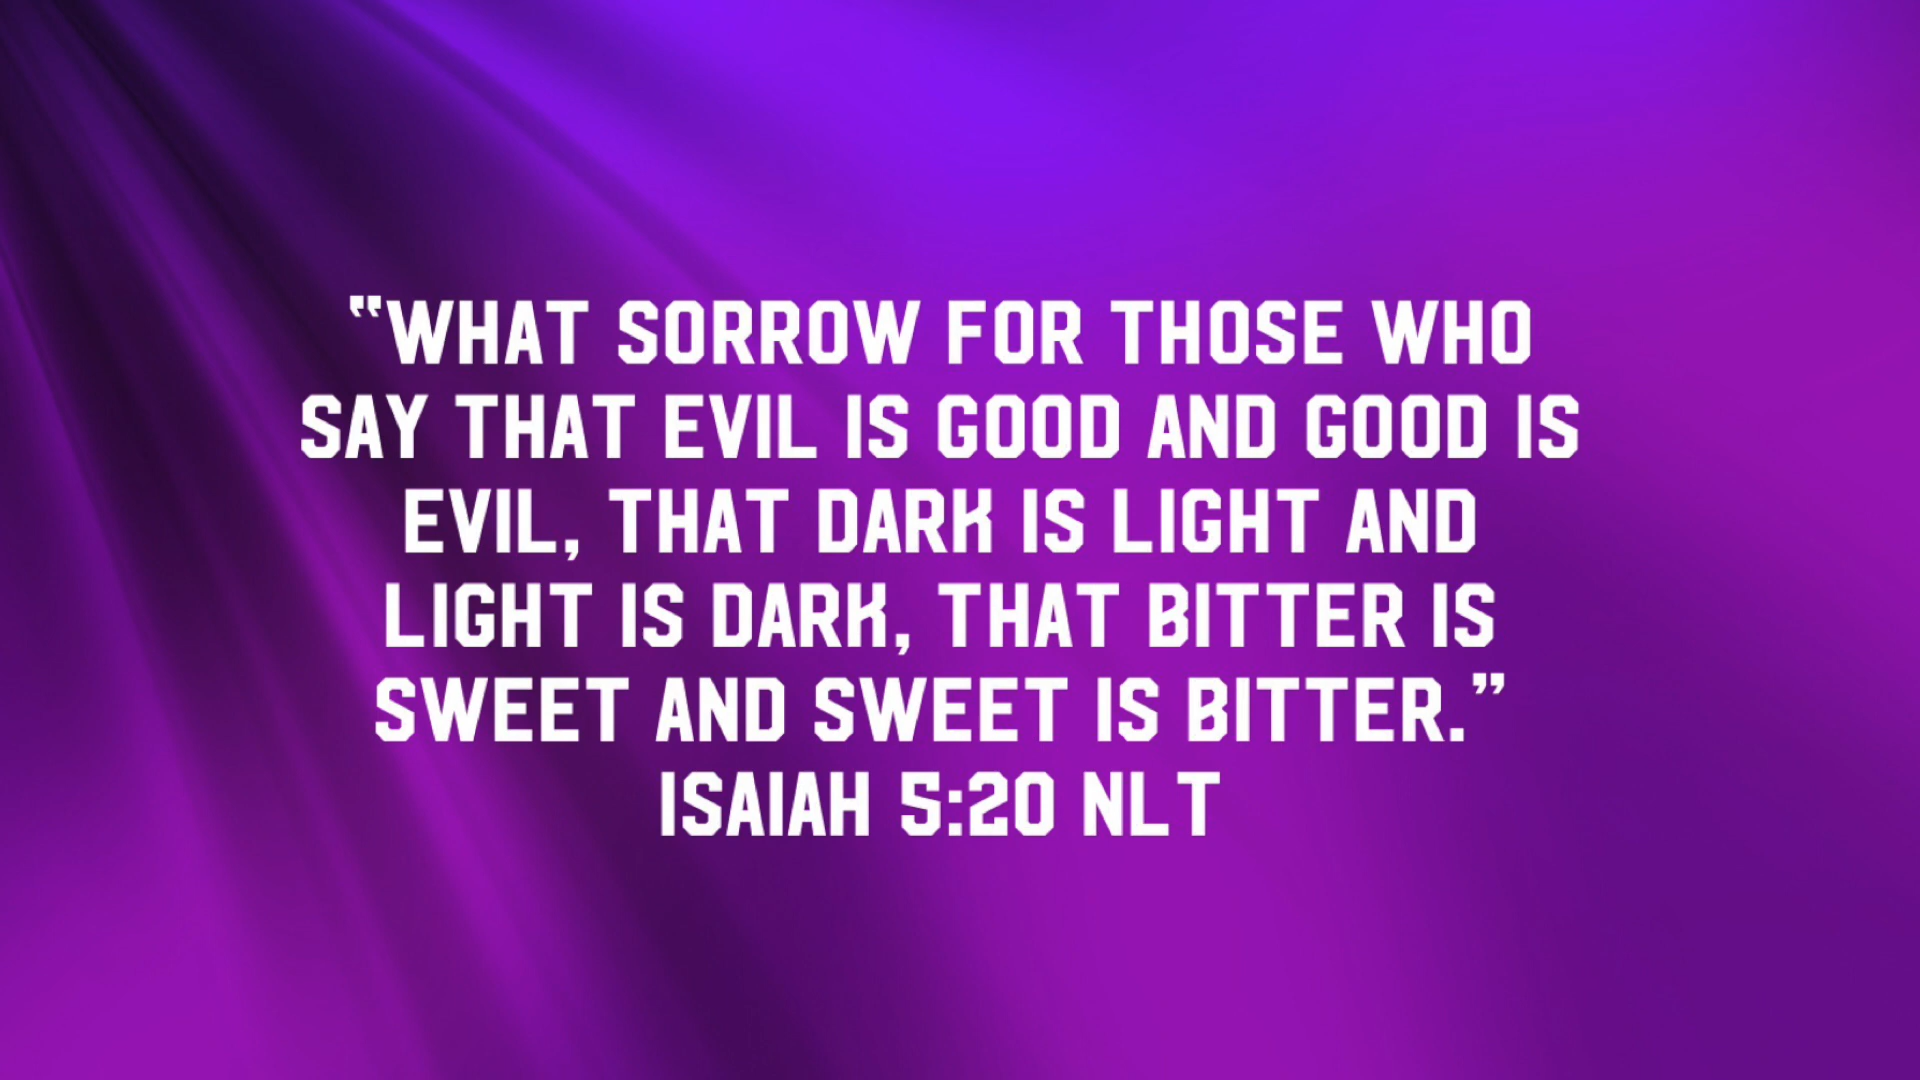 “WHAT SORROW FOR THOSE WHO
SAY THAT EVIL IS GOOD AND GOOD IS
EVIL, THAT DARK IS LIGHT AND
LIGHT IS DARK, THAT BITTER IS
SWEET AND SWEET IS BITTER.”
ISAIAH 5:20 NLT